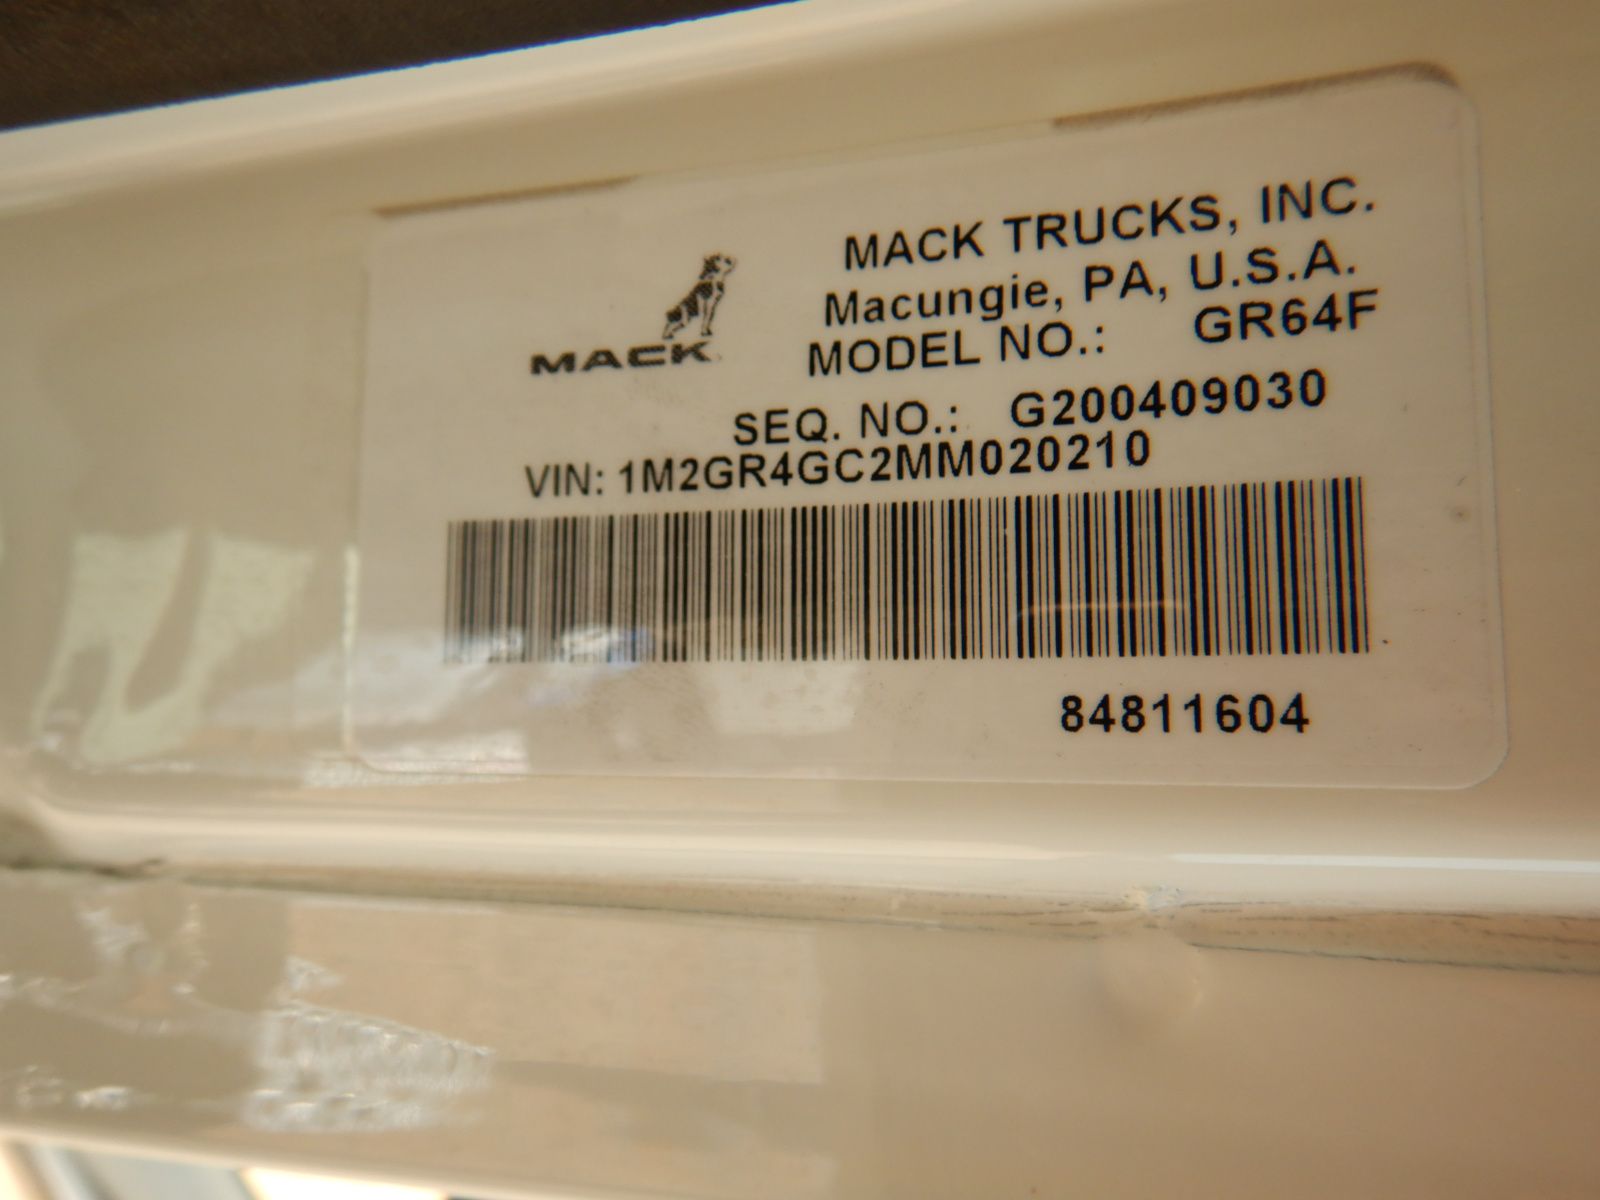 MACK
MACK TRUCKS, INC.
Macungie, PA, U.S.A.
MODEL NO.: GR64F
SEQ. NO.: G200409030
VIN: 1M2GR4GC2MM020210
84811604